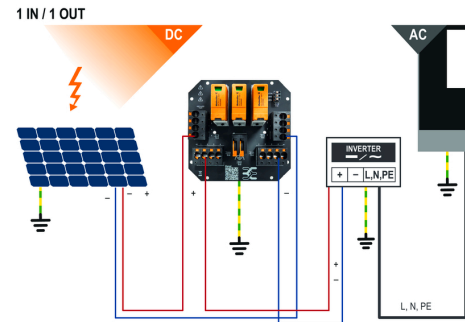 1 IN / 1 OUT
DC
AC
INVERTER
+ − L,N,PE
− − +
+
−
+
−
L, N, PE